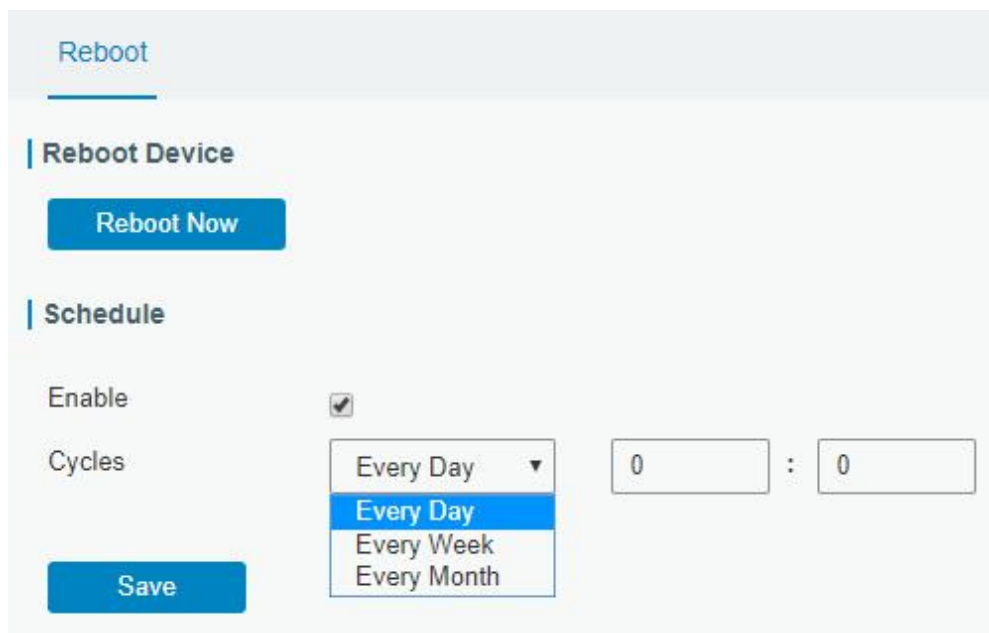 Reboot
Reboot Device
Reboot Now
Schedule
Enable
Cycles Every Day 0 : 0
Every Day
Every Week
Every Month
Save